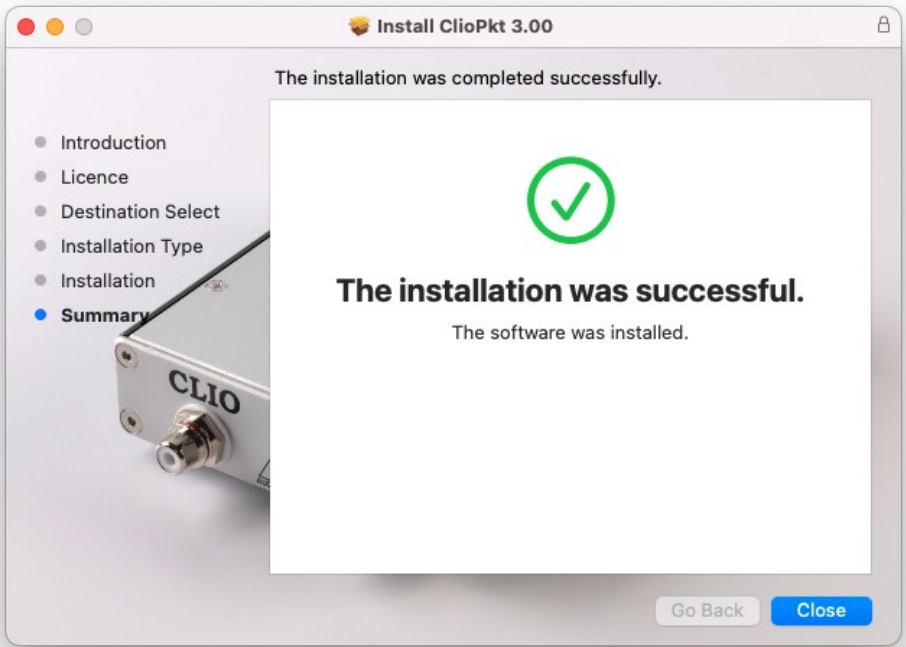 Install ClioPkt 3.00
The installation was completed successfully.
Introduction
Licence
Destination Select
Installation Type
Installation
Summary
CLIO
The installation was successful.
The software was installed.
Go Back
Close